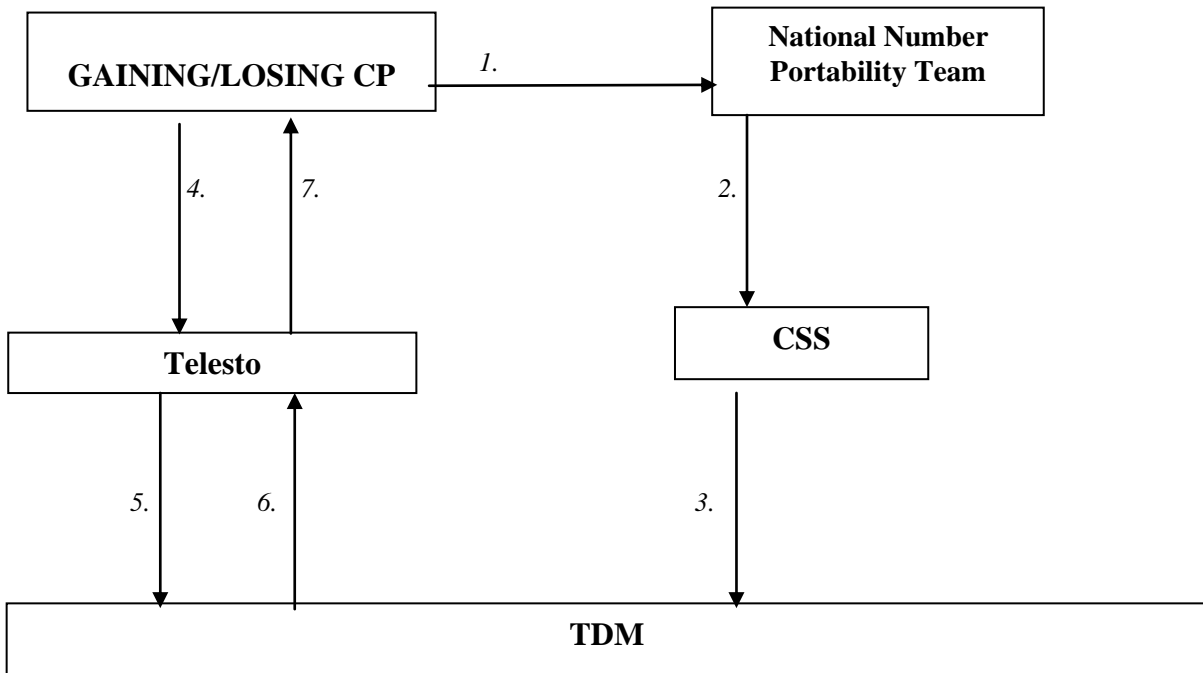 National Number
Portability Team
GAINING/LOSING CP
1.
4.
7.
2.
Telesto
CSS
5.
6.
3.
TDM